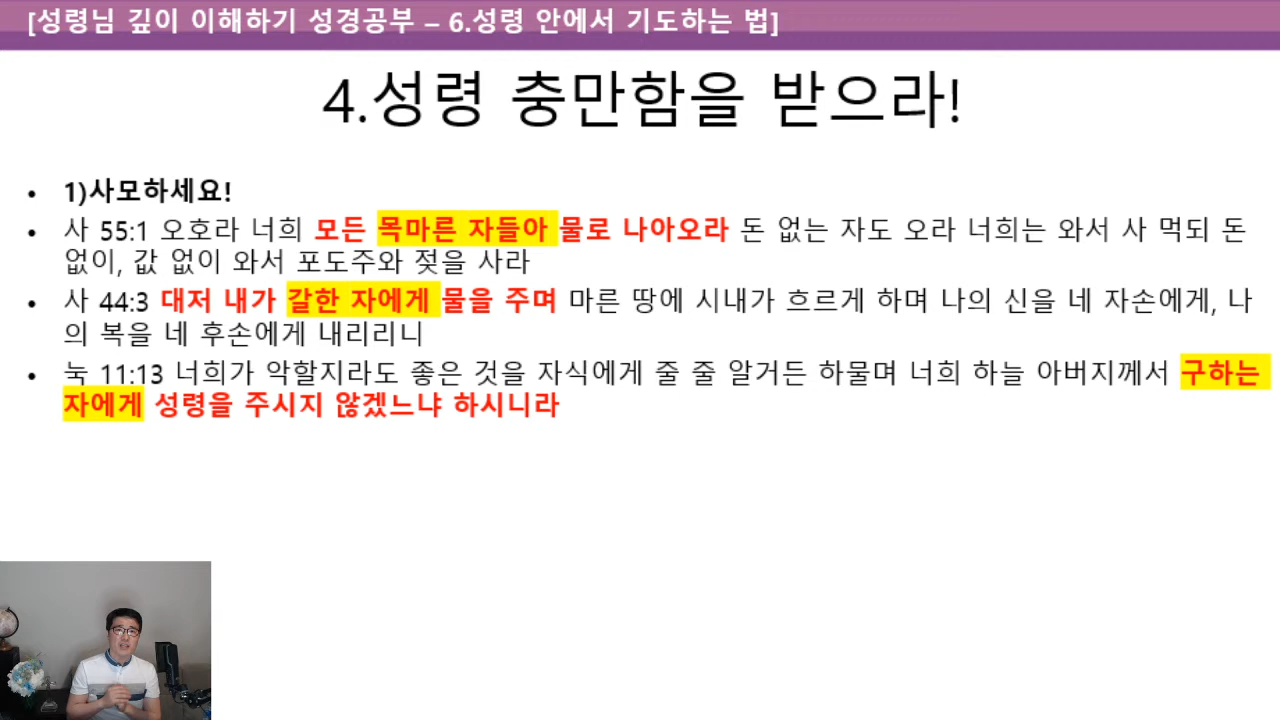 [성령님 깊이 이해하기 성경공부 – 6.성령 안에서 기도하는 법]
4.성령 충만함을 받으라!
• 1)사모하세요!
• 사 55:1 오호라 너희 모든 목마른 자들아 물로 나아오라 돈 없는 자도 오라 너희는 와서 사 먹되 돈
없이, 값 없이 와서 포도주와 젖을 사라
• 사 44:3 대저 내가 갈한 자에게 물을 주며 마른 땅에 시내가 흐르게 하며 나의 신을 네 자손에게, 나
의 복을 네 후손에게 내리리니
• 눅 11:13 너희가 악할지라도 좋은 것을 자식에게 줄 줄 알거든 하물며 너희 하늘 아버지께서 구하는
자에게 성령을 주시지 않겠느냐 하시니라